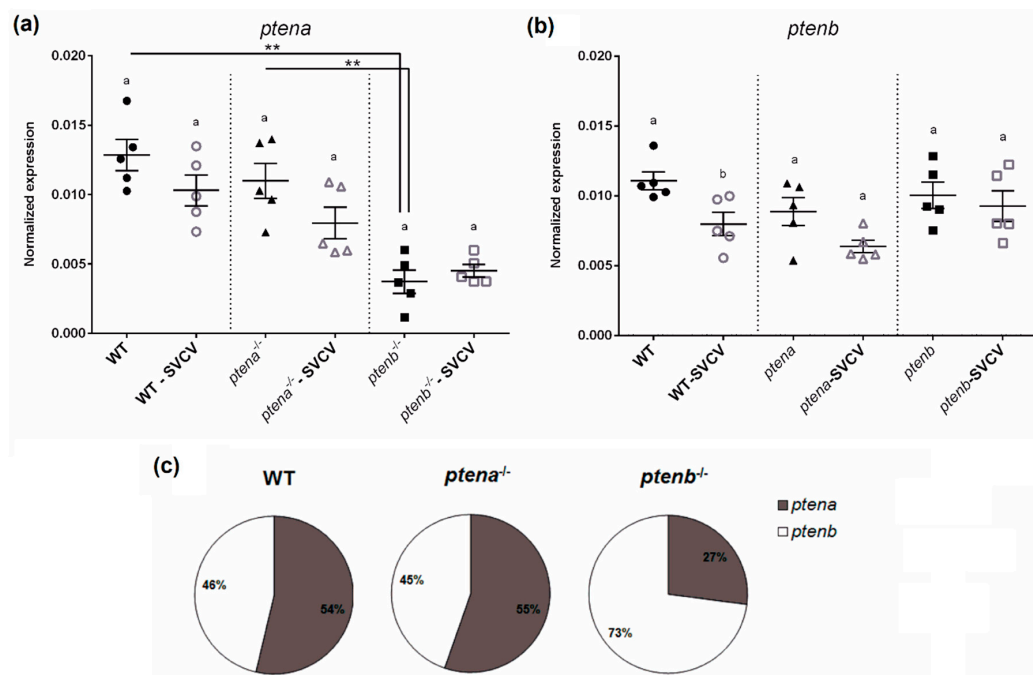 (a)
ptena
0.020
0.015
0.010
0.005
0.000
Normalized expression
**
**
a
a
a
a
a
a
WT
WT - SVCV
ptena-/-
ptena-/- - SVCV
ptenb-/-
ptenb-/- - SVCV
(b)
ptenb
0.020
0.015
0.010
0.005
0.000
Normalized expression
a
b
a
a
a
a
WT
WT-SVCV
ptena
ptena-SVCV
ptenb
ptenb-SVCV
(c)
WT
ptena-/-
ptenb-/-
46%
54%
45%
55%
27%
73%
ptena
ptenb